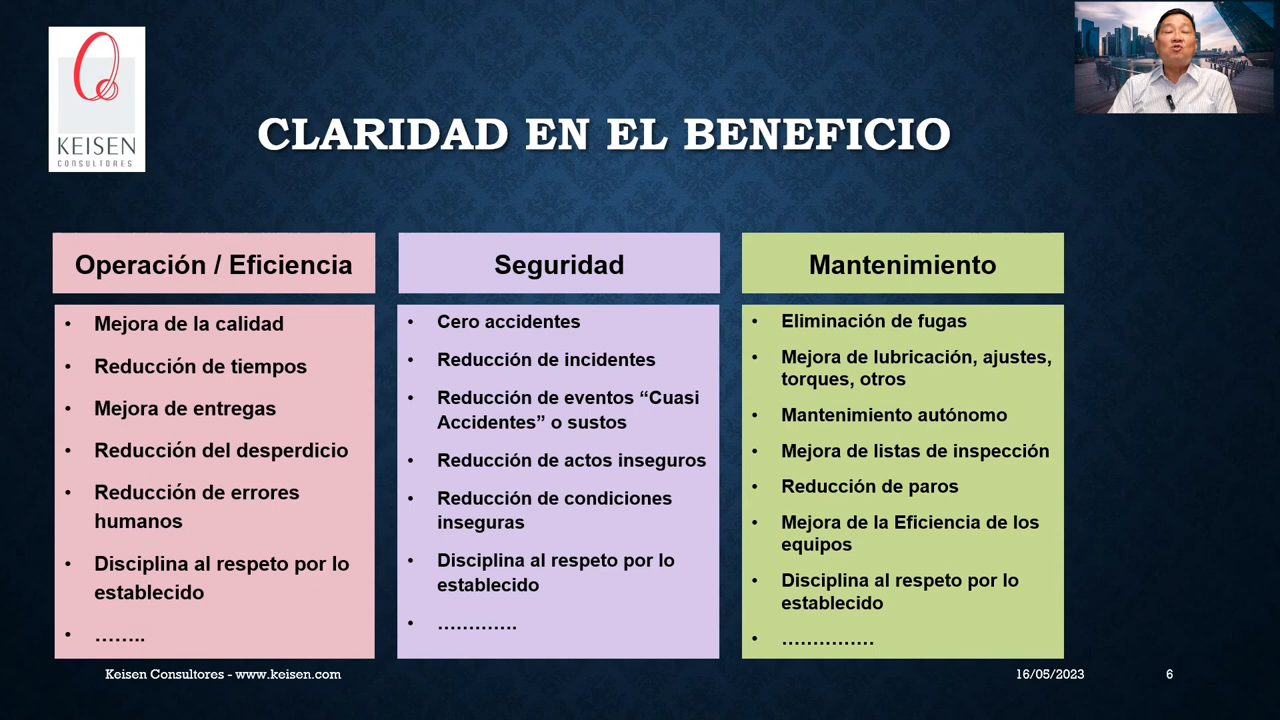 KEISEN
CONSULTORES
CLARIDAD EN EL BENEFICIO
Operación / Eficiencia
• Mejora de la calidad
• Reducción de tiempos
• Mejora de entregas
• Reducción del desperdicio
• Reducción de errores
humanos
• Disciplina al respeto por lo
establecido
• ……..
Seguridad
• Cero accidentes
• Reducción de incidentes
• Reducción de eventos “Cuasi
Accidentes” o sustos
• Reducción de actos inseguros
• Reducción de condiciones
inseguras
• Disciplina al respeto por lo
establecido
• ………….
Mantenimiento
• Eliminación de fugas
• Mejora de lubricación, ajustes,
torques, otros
• Mantenimiento autónomo
• Mejora de listas de inspección
• Reducción de paros
• Mejora de la Eficiencia de los
equipos
• Disciplina al respeto por lo
establecido
• ……………
Keisen Consultores - www.keisen.com
16/05/2023
6